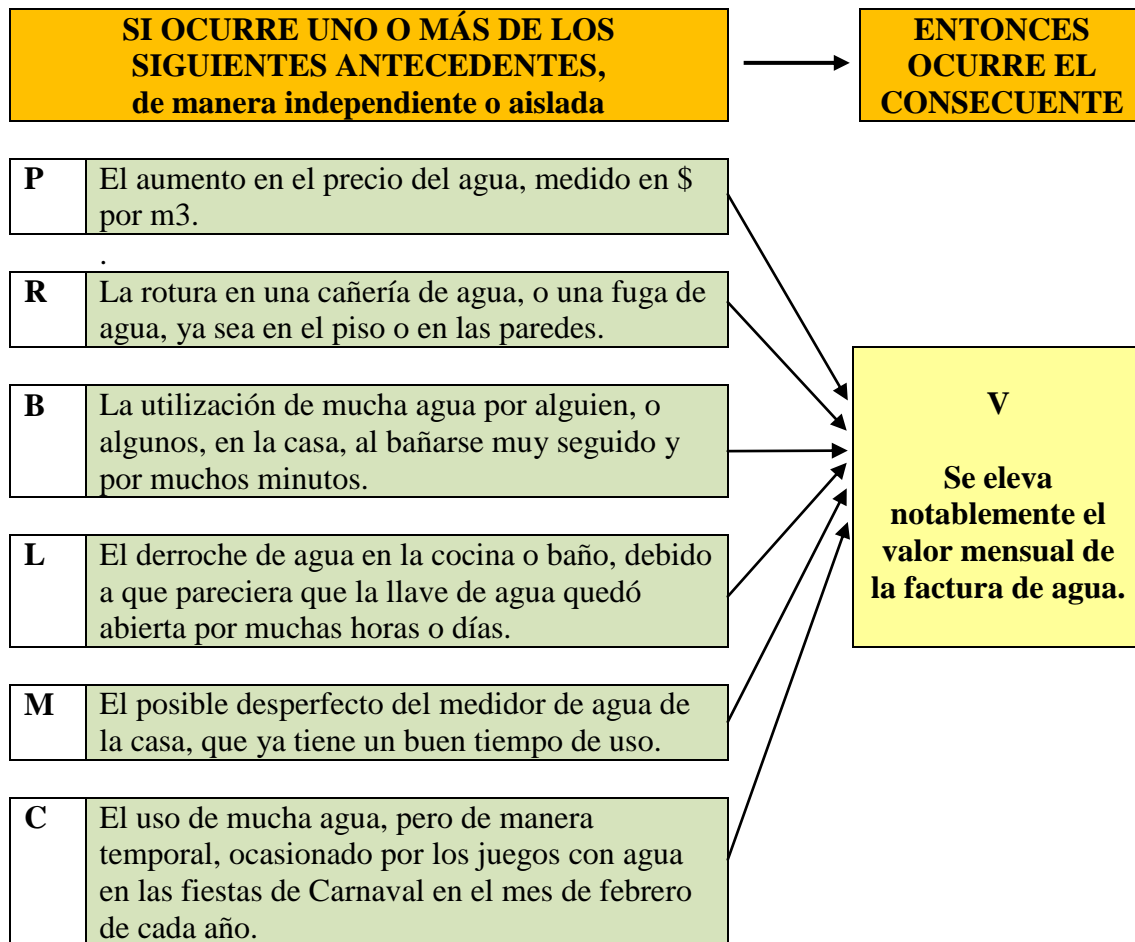 SI OCURRE UNO O MÁS DE LOS
SIGUIENTES ANTECEDENTES,
de manera independiente o aislada
ENTONCES
OCURRE EL
CONSECUENTE
P
El aumento en el precio del agua, medido en $
por m3.
.
R
La rotura en una cañería de agua, o una fuga de
agua, ya sea en el piso o en las paredes.
B
La utilización de mucha agua por alguien, o
algunos, en la casa, al bañarse muy seguido y
por muchos minutos.
L
El derroche de agua en la cocina o baño, debido
a que pareciera que la llave de agua quedó
abierta por muchas horas o días.
M
El posible desperfecto del medidor de agua de
la casa, que ya tiene un buen tiempo de uso.
C
El uso de mucha agua, pero de manera
temporal, ocasionado por los juegos con agua
en las fiestas de Carnaval en el mes de febrero
de cada año.
V
Se eleva
notablemente el
valor mensual de
la factura de agua.